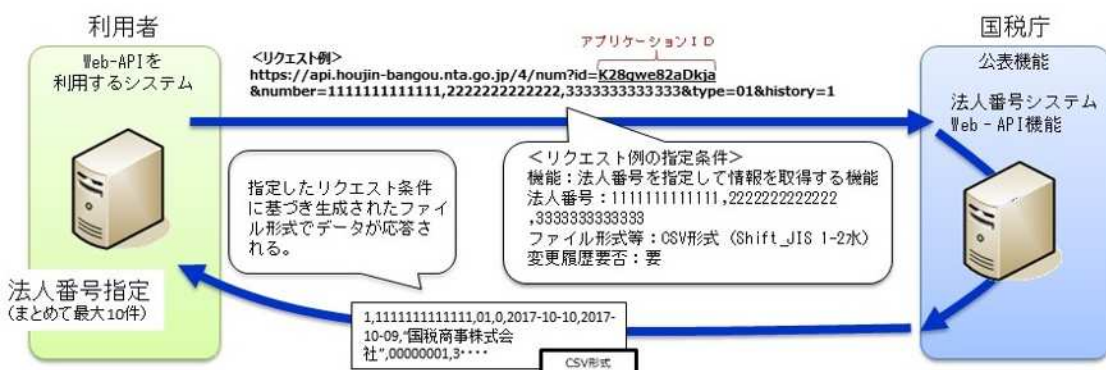 利用者
Web-APIを
利用するシステム
法人番号指定
(まとめて最大10件)
アプリケーションＩＤ
＜リクエスト例＞
https://api.houjin-bangou.nta.go.jp/4/num?id=K28qwe82aDkja
&number=1111111111111,2222222222222,3333333333333&type=01&history=1
指定したリクエスト条件
に基づき生成されたファイ
ル形式でデータが応答さ
れる。
＜リクエスト例の指定条件＞
機能：法人番号を指定して情報を取得する機能
法人番号：1111111111111,2222222222222
,3333333333333
ファイル形式等：CSV形式（Shift_JIS 1-2水）
変更履歴要否：要
1,1111111111111,01,0,2017-10-10,2017-
10-09,"国税商事株式会
社",00000001,3････
CSV形式
国税庁
公表機能
法人番号システム
Web‐API機能